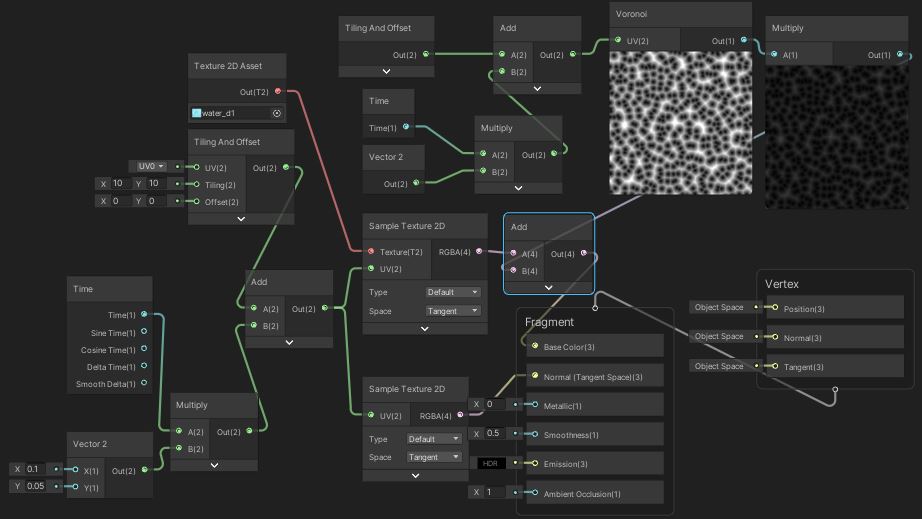 Texture 2D Asset
Out(T2)
water_d1
Tiling And Offset
UV0
UV(2)
Out(2)
X 10 Y 10
Tiling(2)
X 0 Y 0
Offset(2)
Time
Time(1)
Sine Time(1)
Cosine Time(1)
Delta Time(1)
Smooth Delta(1)
Vector 2
X 0.1
X(1)
Out(2)
Y 0.05
Y(1)
Multiply
A(2)
Out(2)
B(2)
Add
A(2)
Out(2)
B(2)
Tiling And Offset
Out(2)
Time
Time(1)
Vector 2
Out(2)
Multiply
A(2)
Out(2)
B(2)
Add
A(2)
Out(2)
B(2)
Voronoi
UV(2)
Out(1)
Multiply
A(1)
Out(1)
Sample Texture 2D
Texture(T2)
RGBA(4)
UV(2)
Type
Default
Space
Tangent
Add
A(4)
Out(4)
B(4)
Sample Texture 2D
UV(2)
RGBA(4)
Type
Default
Space
Tangent
Fragment
Base Color(3)
Normal (Tangent Space)(3)
X 0
Metallic(1)
X 0.5
Smoothness(1)
HDR
Emission(3)
X 1
Ambient Occlusion(1)
Vertex
Object Space
Position(3)
Object Space
Normal(3)
Object Space
Tangent(3)